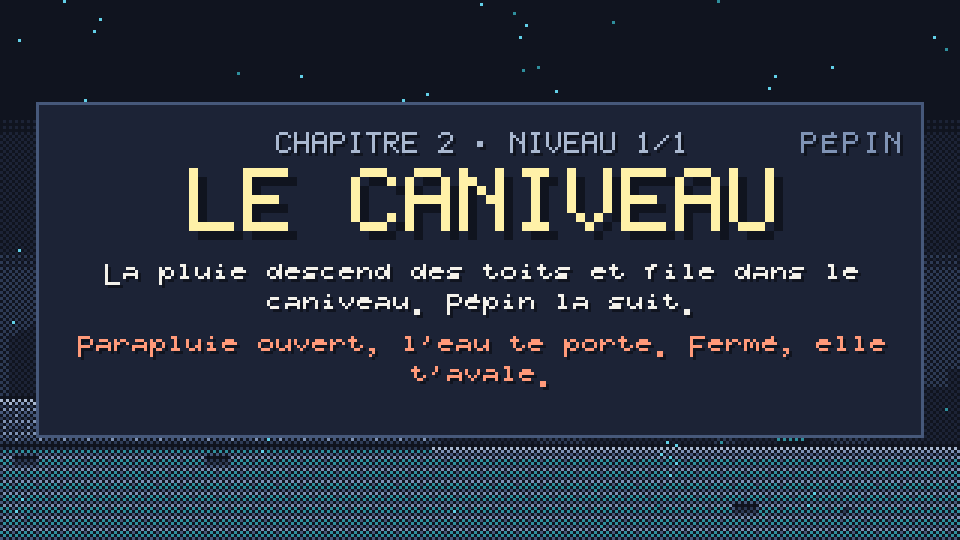 CHAPITRE 2 · NIVEAU 1/1
PÉPIN
LE CANIVEAU
La pluie descend des toits et file dans le
caniveau. Pépin la suit.
Parapluie ouvert, l'eau te porte. Fermé, elle
t'avale.